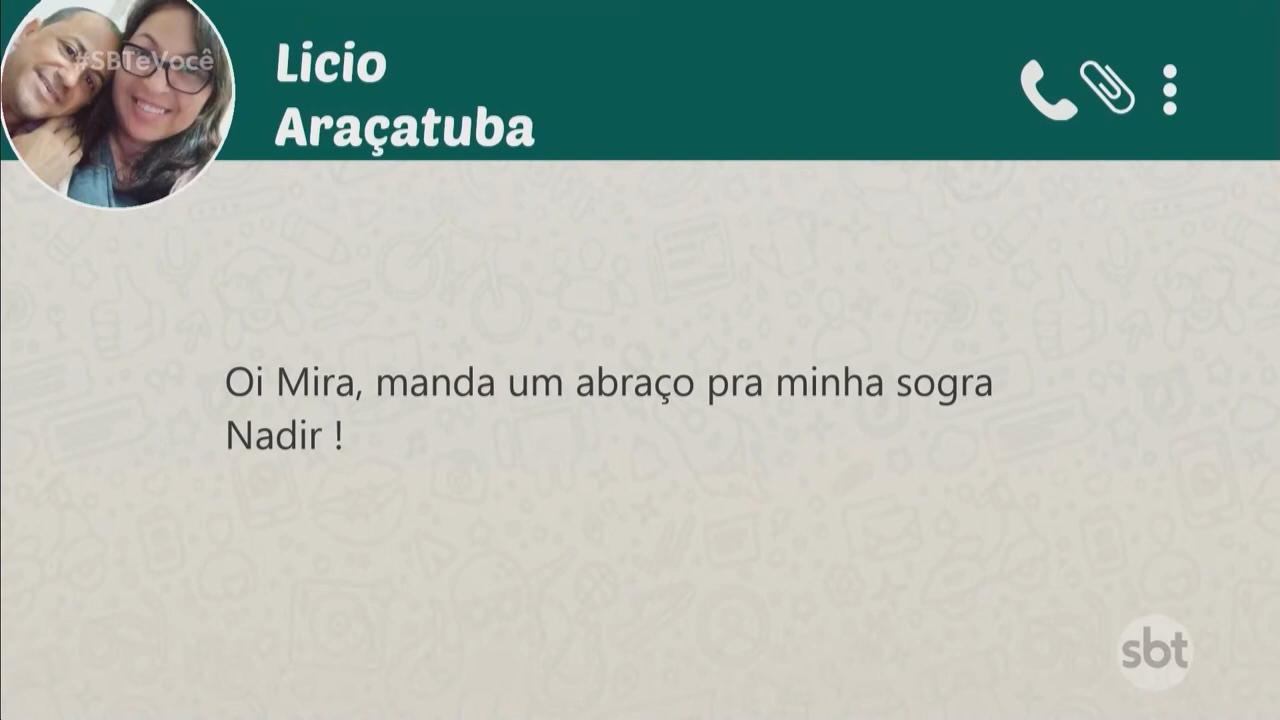 #SBTeVocê
Licio
Araçatuba
Oi Mira, manda um abraço pra minha sogra
Nadir !
sbt